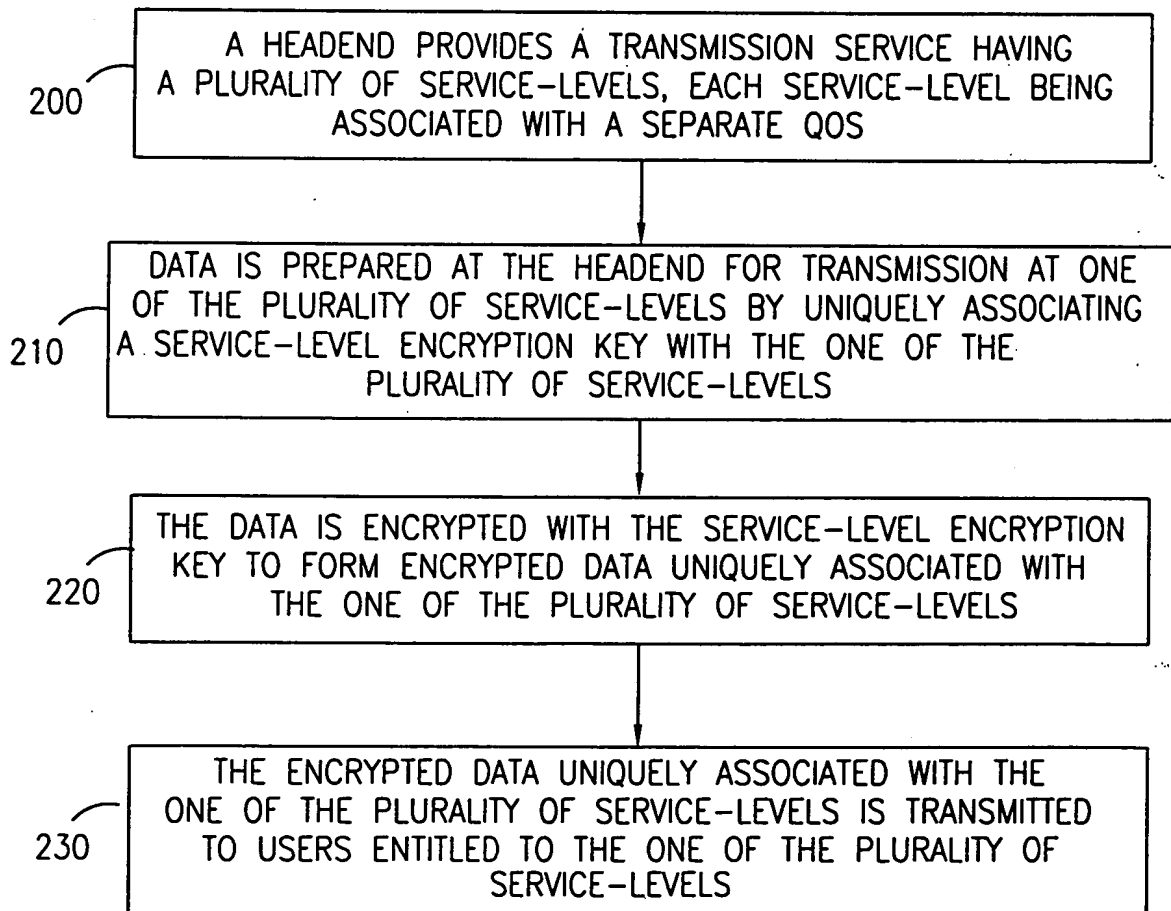 A HEADEND PROVIDES A TRANSMISSION SERVICE HAVING
A PLURALITY OF SERVICE-LEVELS, EACH SERVICE-LEVEL BEING
ASSOCIATED WITH A SEPARATE QOS
200
DATA IS PREPARED AT THE HEADEND FOR TRANSMISSION AT ONE
OF THE PLURALITY OF SERVICE-LEVELS BY UNIQUELY ASSOCIATING
A SERVICE-LEVEL ENCRYPTION KEY WITH THE ONE OF THE
PLURALITY OF SERVICE-LEVELS
210
THE DATA IS ENCRYPTED WITH THE SERVICE-LEVEL ENCRYPTION
KEY TO FORM ENCRYPTED DATA UNIQUELY ASSOCIATED WITH
THE ONE OF THE PLURALITY OF SERVICE-LEVELS
220
THE ENCRYPTED DATA UNIQUELY ASSOCIATED WITH THE
ONE OF THE PLURALITY OF SERVICE-LEVELS IS TRANSMITTED
TO USERS ENTITLED TO THE ONE OF THE PLURALITY OF
SERVICE-LEVELS
230